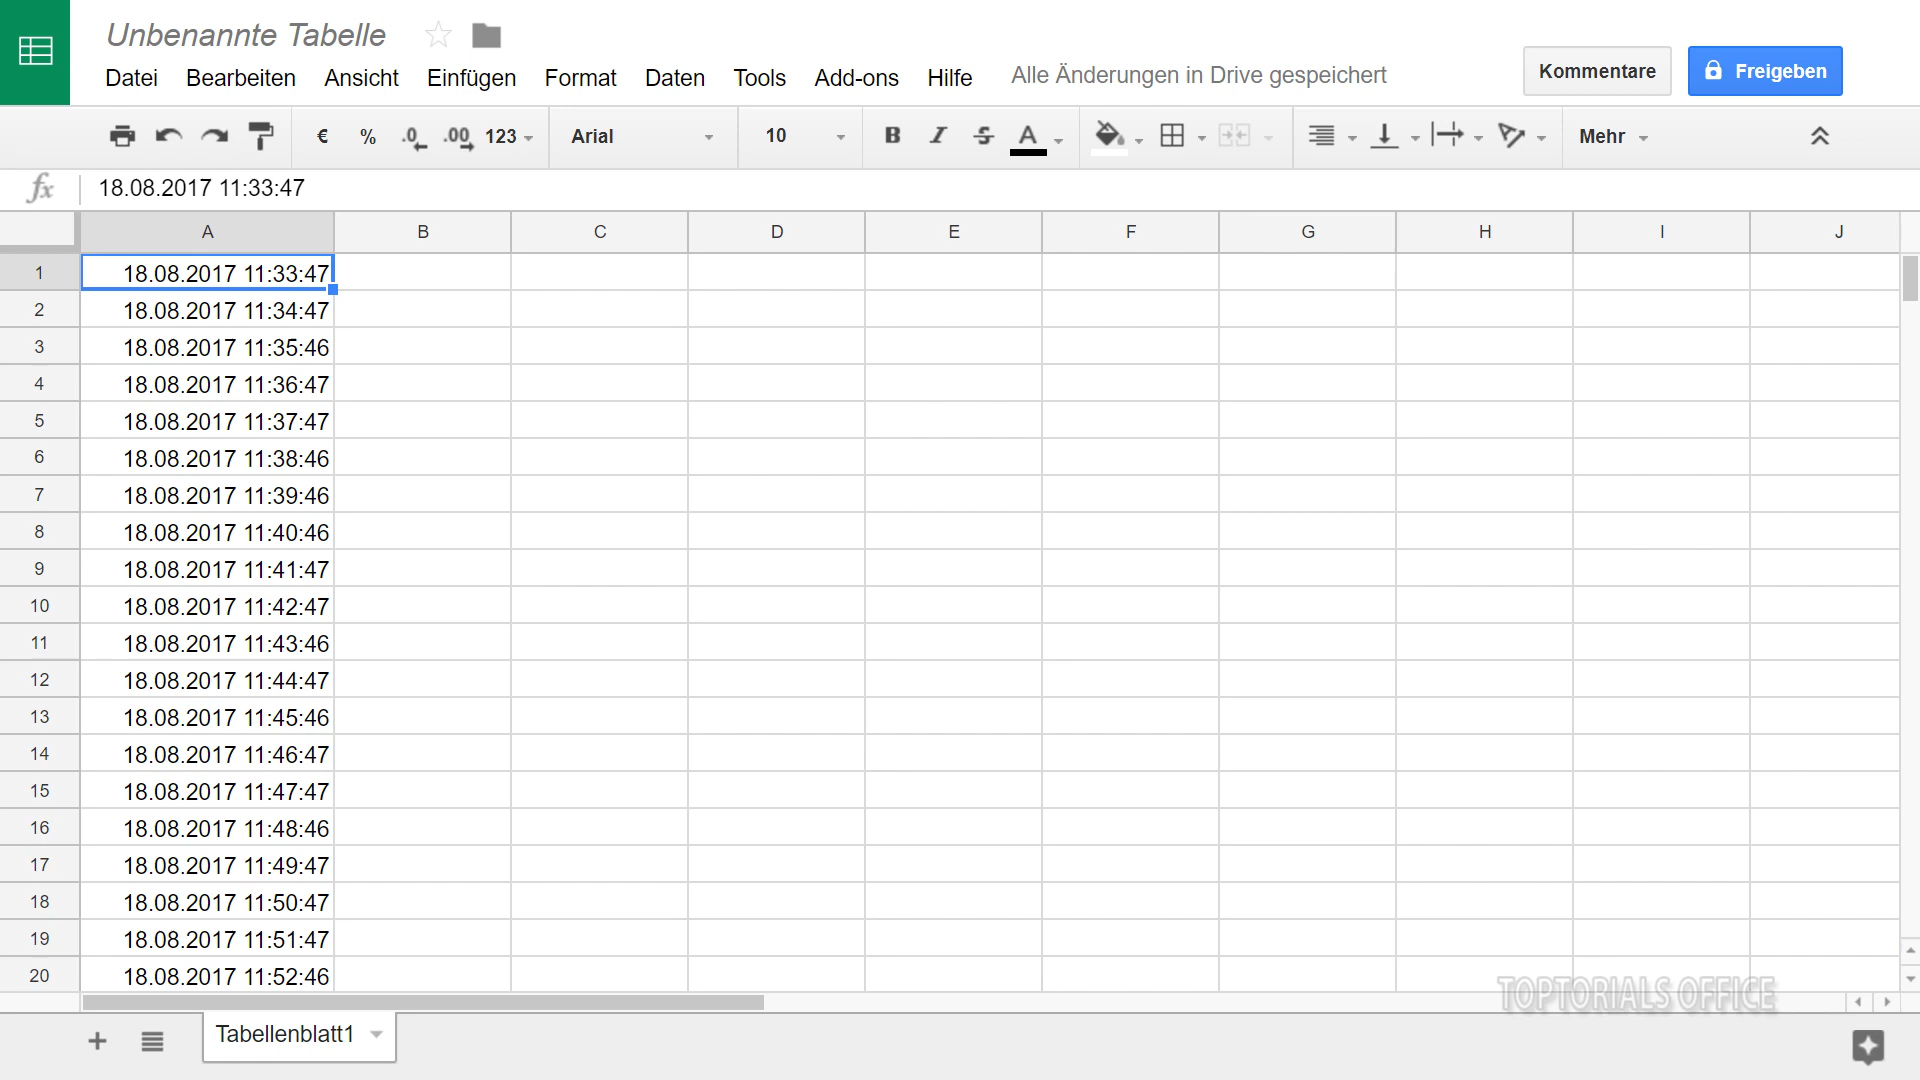 Unbenannte Tabelle
Datei Bearbeiten Ansicht Einfügen Format Daten Tools Add-ons Hilfe Alle Änderungen in Drive gespeichert Kommentare Freigeben
€ % .0 .00 123 Arial 10 B I S A Mehr
fx 18.08.2017 11:33:47
A B C D E F G H I J
1 18.08.2017 11:33:47
2 18.08.2017 11:34:47
3 18.08.2017 11:35:46
4 18.08.2017 11:36:47
5 18.08.2017 11:37:47
6 18.08.2017 11:38:46
7 18.08.2017 11:39:46
8 18.08.2017 11:40:46
9 18.08.2017 11:41:47
10 18.08.2017 11:42:47
11 18.08.2017 11:43:46
12 18.08.2017 11:44:47
13 18.08.2017 11:45:46
14 18.08.2017 11:46:47
15 18.08.2017 11:47:47
16 18.08.2017 11:48:46
17 18.08.2017 11:49:47
18 18.08.2017 11:50:47
19 18.08.2017 11:51:47
20 18.08.2017 11:52:46
TOPTORIALS OFFICE
Tabellenblatt1